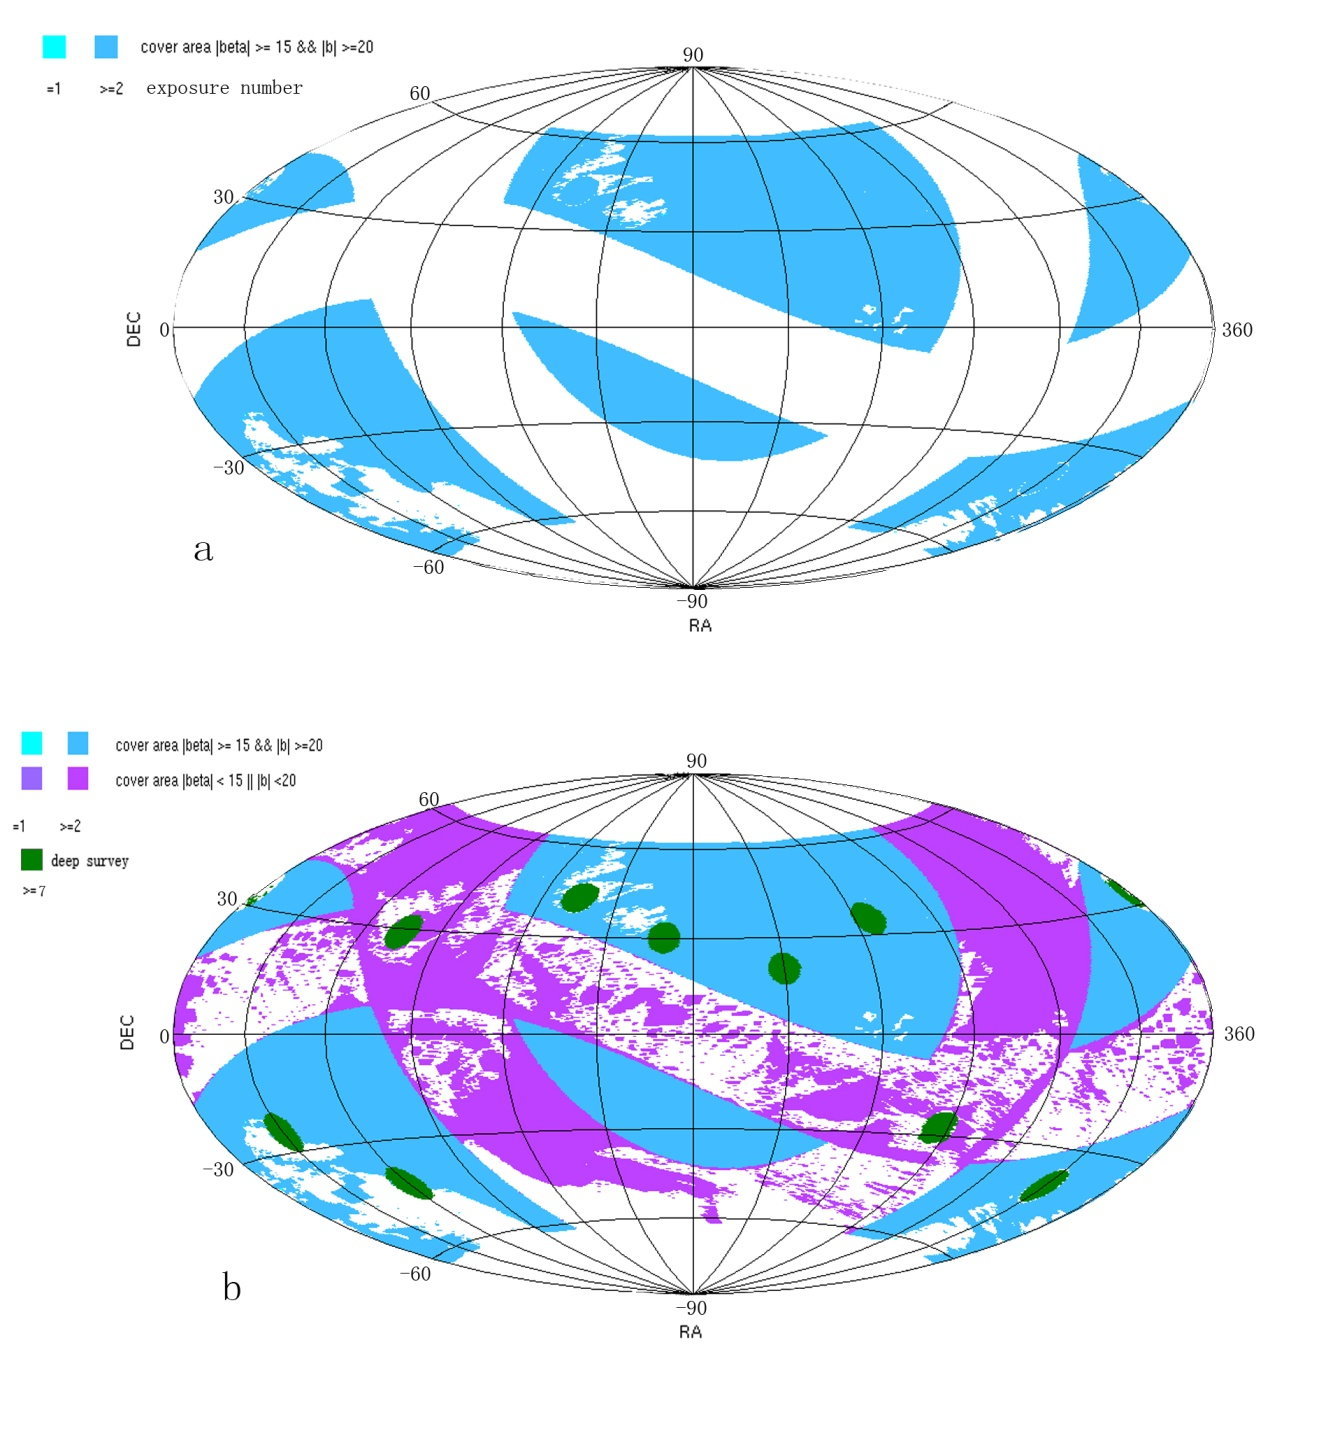 cover area |beta| >= 15 && |b| >=20
=1 >=2 exposure number
90
60
30
DEC
0
360
-30
a
-60
-90
RA
cover area |beta| >= 15 && |b| >=20
cover area |beta| < 15 || |b| <20
=1 >=2
deep survey
>=7
90
60
30
DEC
0
360
-30
-60
b
-90
RA